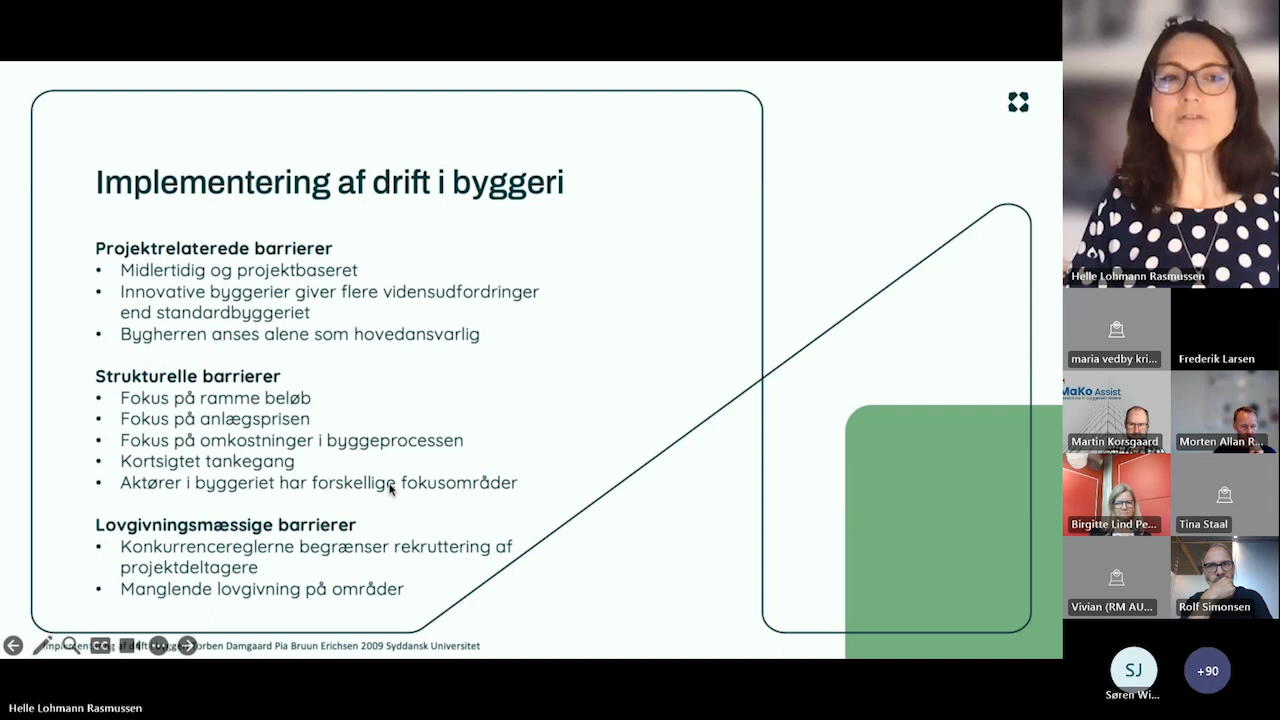 Implementering af drift i byggeri
Projektrelaterede barrierer
• Midlertidig og projektbaseret
• Innovative byggerier giver flere vidensudfordringer
end standardbyggeriet
• Bygherren anses alene som hovedansvarlig
Strukturelle barrierer
• Fokus på ramme beløb
• Fokus på anlægsprisen
• Fokus på omkostninger i byggeprocessen
• Kortsigtet tankegang
• Aktører i byggeriet har forskellige fokusområder
Lovgivningsmæssige barrierer
• Konkurrencereglerne begrænser rekruttering af
projektdeltagere
• Manglende lovgivning på områder
Implementering af drift i byggeri Torben Damgaard Pia Bruun Erichsen 2009 Syddansk Universitet
Helle Lohmann Rasmussen
Helle Lohmann Rasmussen
maria vedby kri...
Frederik Larsen
MaKo Assist
Martin Korsgaard
Morten Allan R...
Birgitte Lind Pe...
Tina Staal
Vivian (RM AU...
Rolf Simonsen
SJ
+90
Søren Wi...